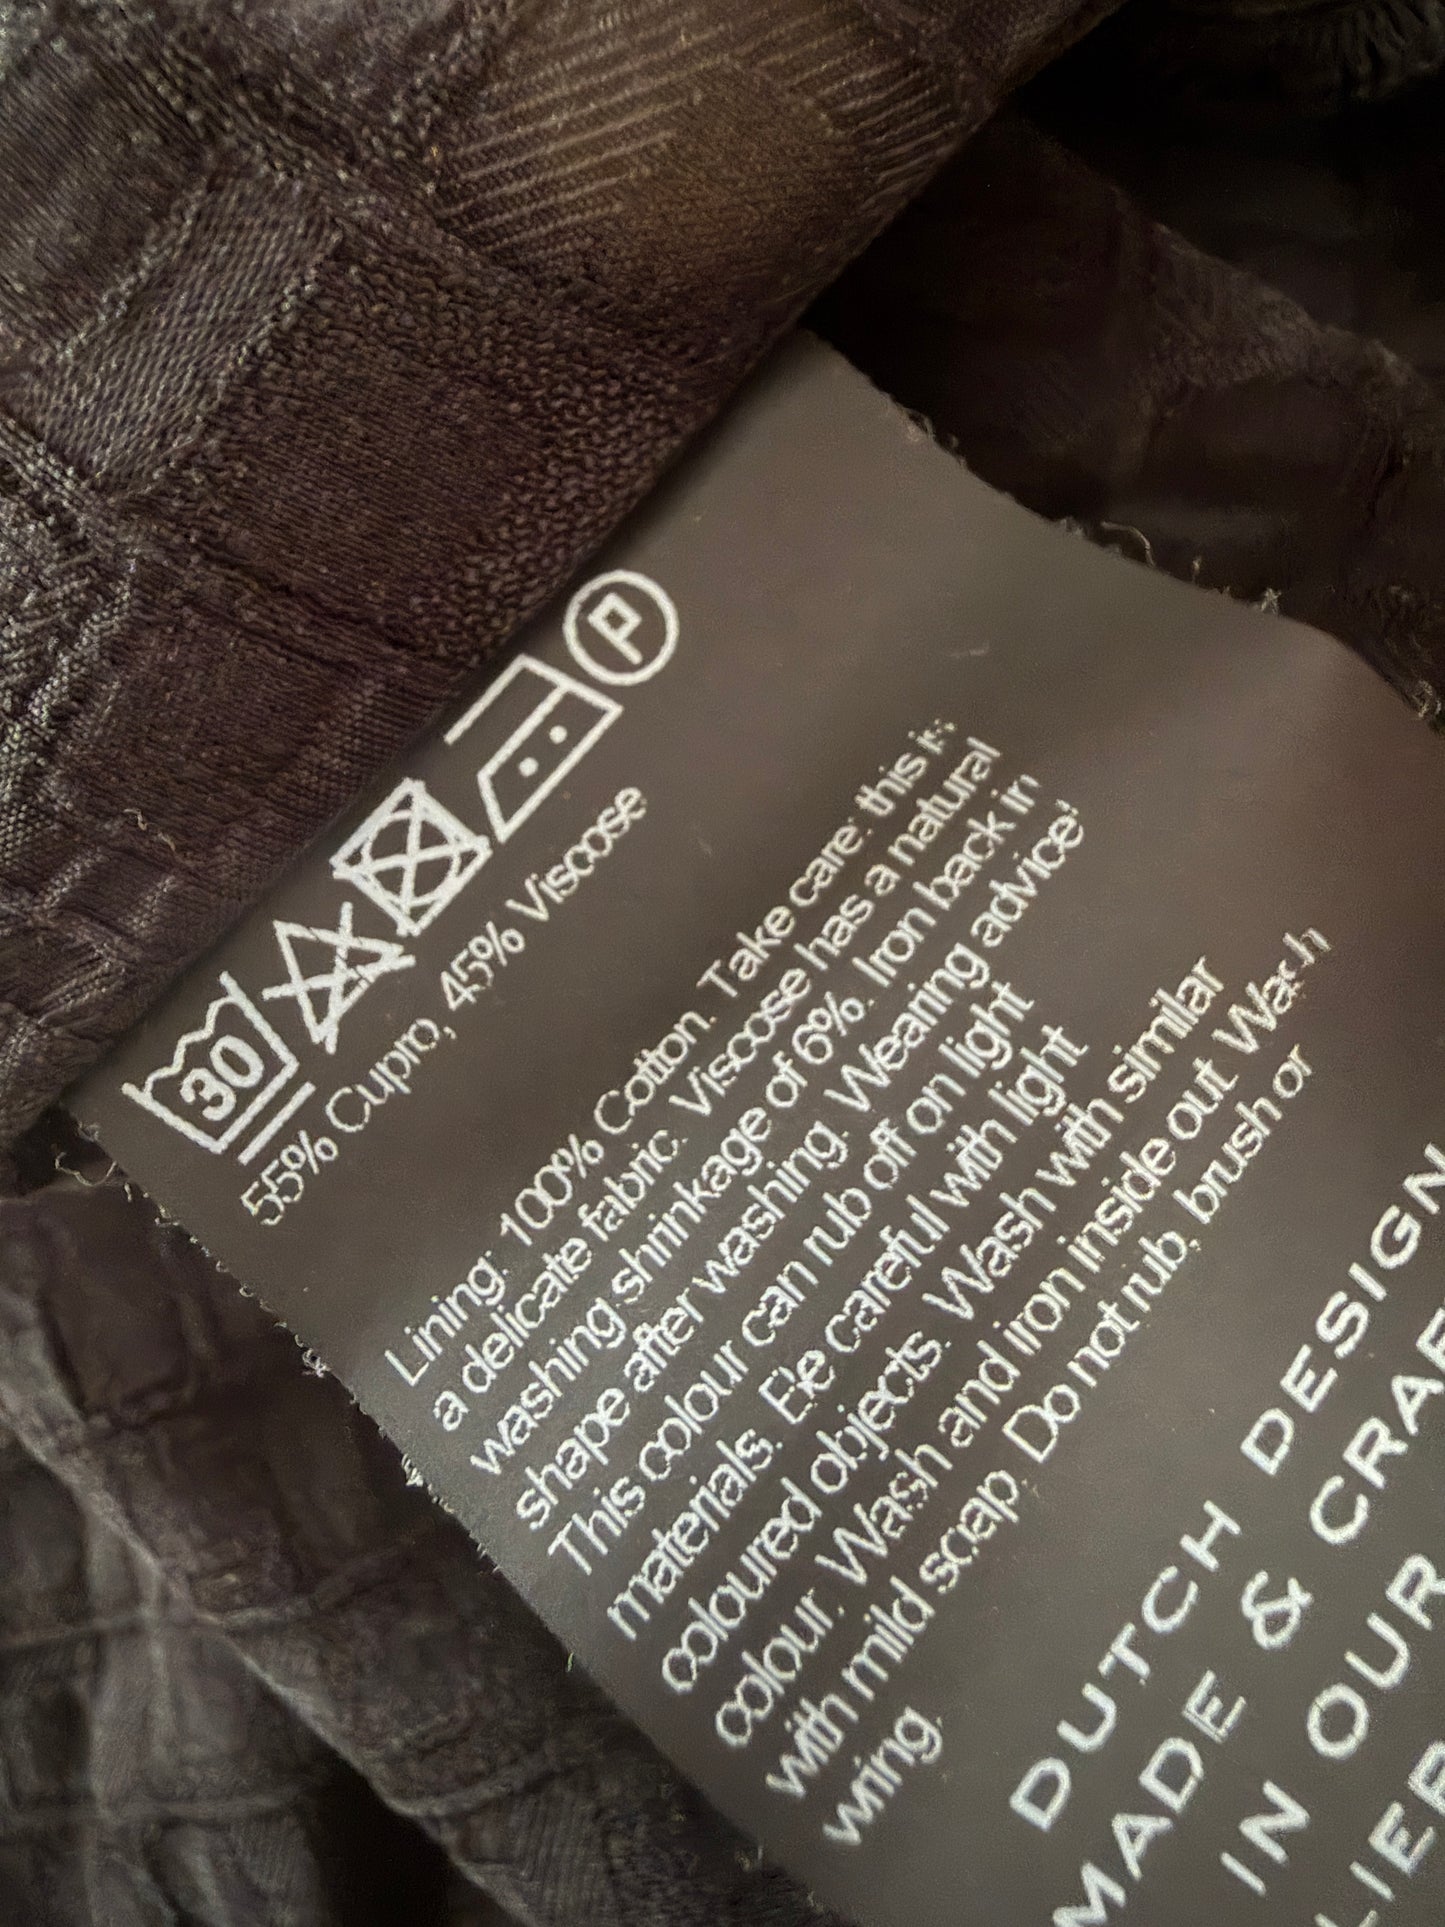 30
P
55% Cupro, 45% Viscose
Lining: 100% Cotton. Take care: this is
a delicate fabric. Viscose has a natural
washing shrinkage of 6%. Iron back in
shape after washing. Wearing advice:
This colour can rub off on light
materials. Be careful with light
coloured objects. Wash with similar
colour. Wash and iron inside out. Wash
with mild scap. Do not rub, brush or
wring.
DUTCH DESIGN
MADE & CRAF
IN OUR
LIER